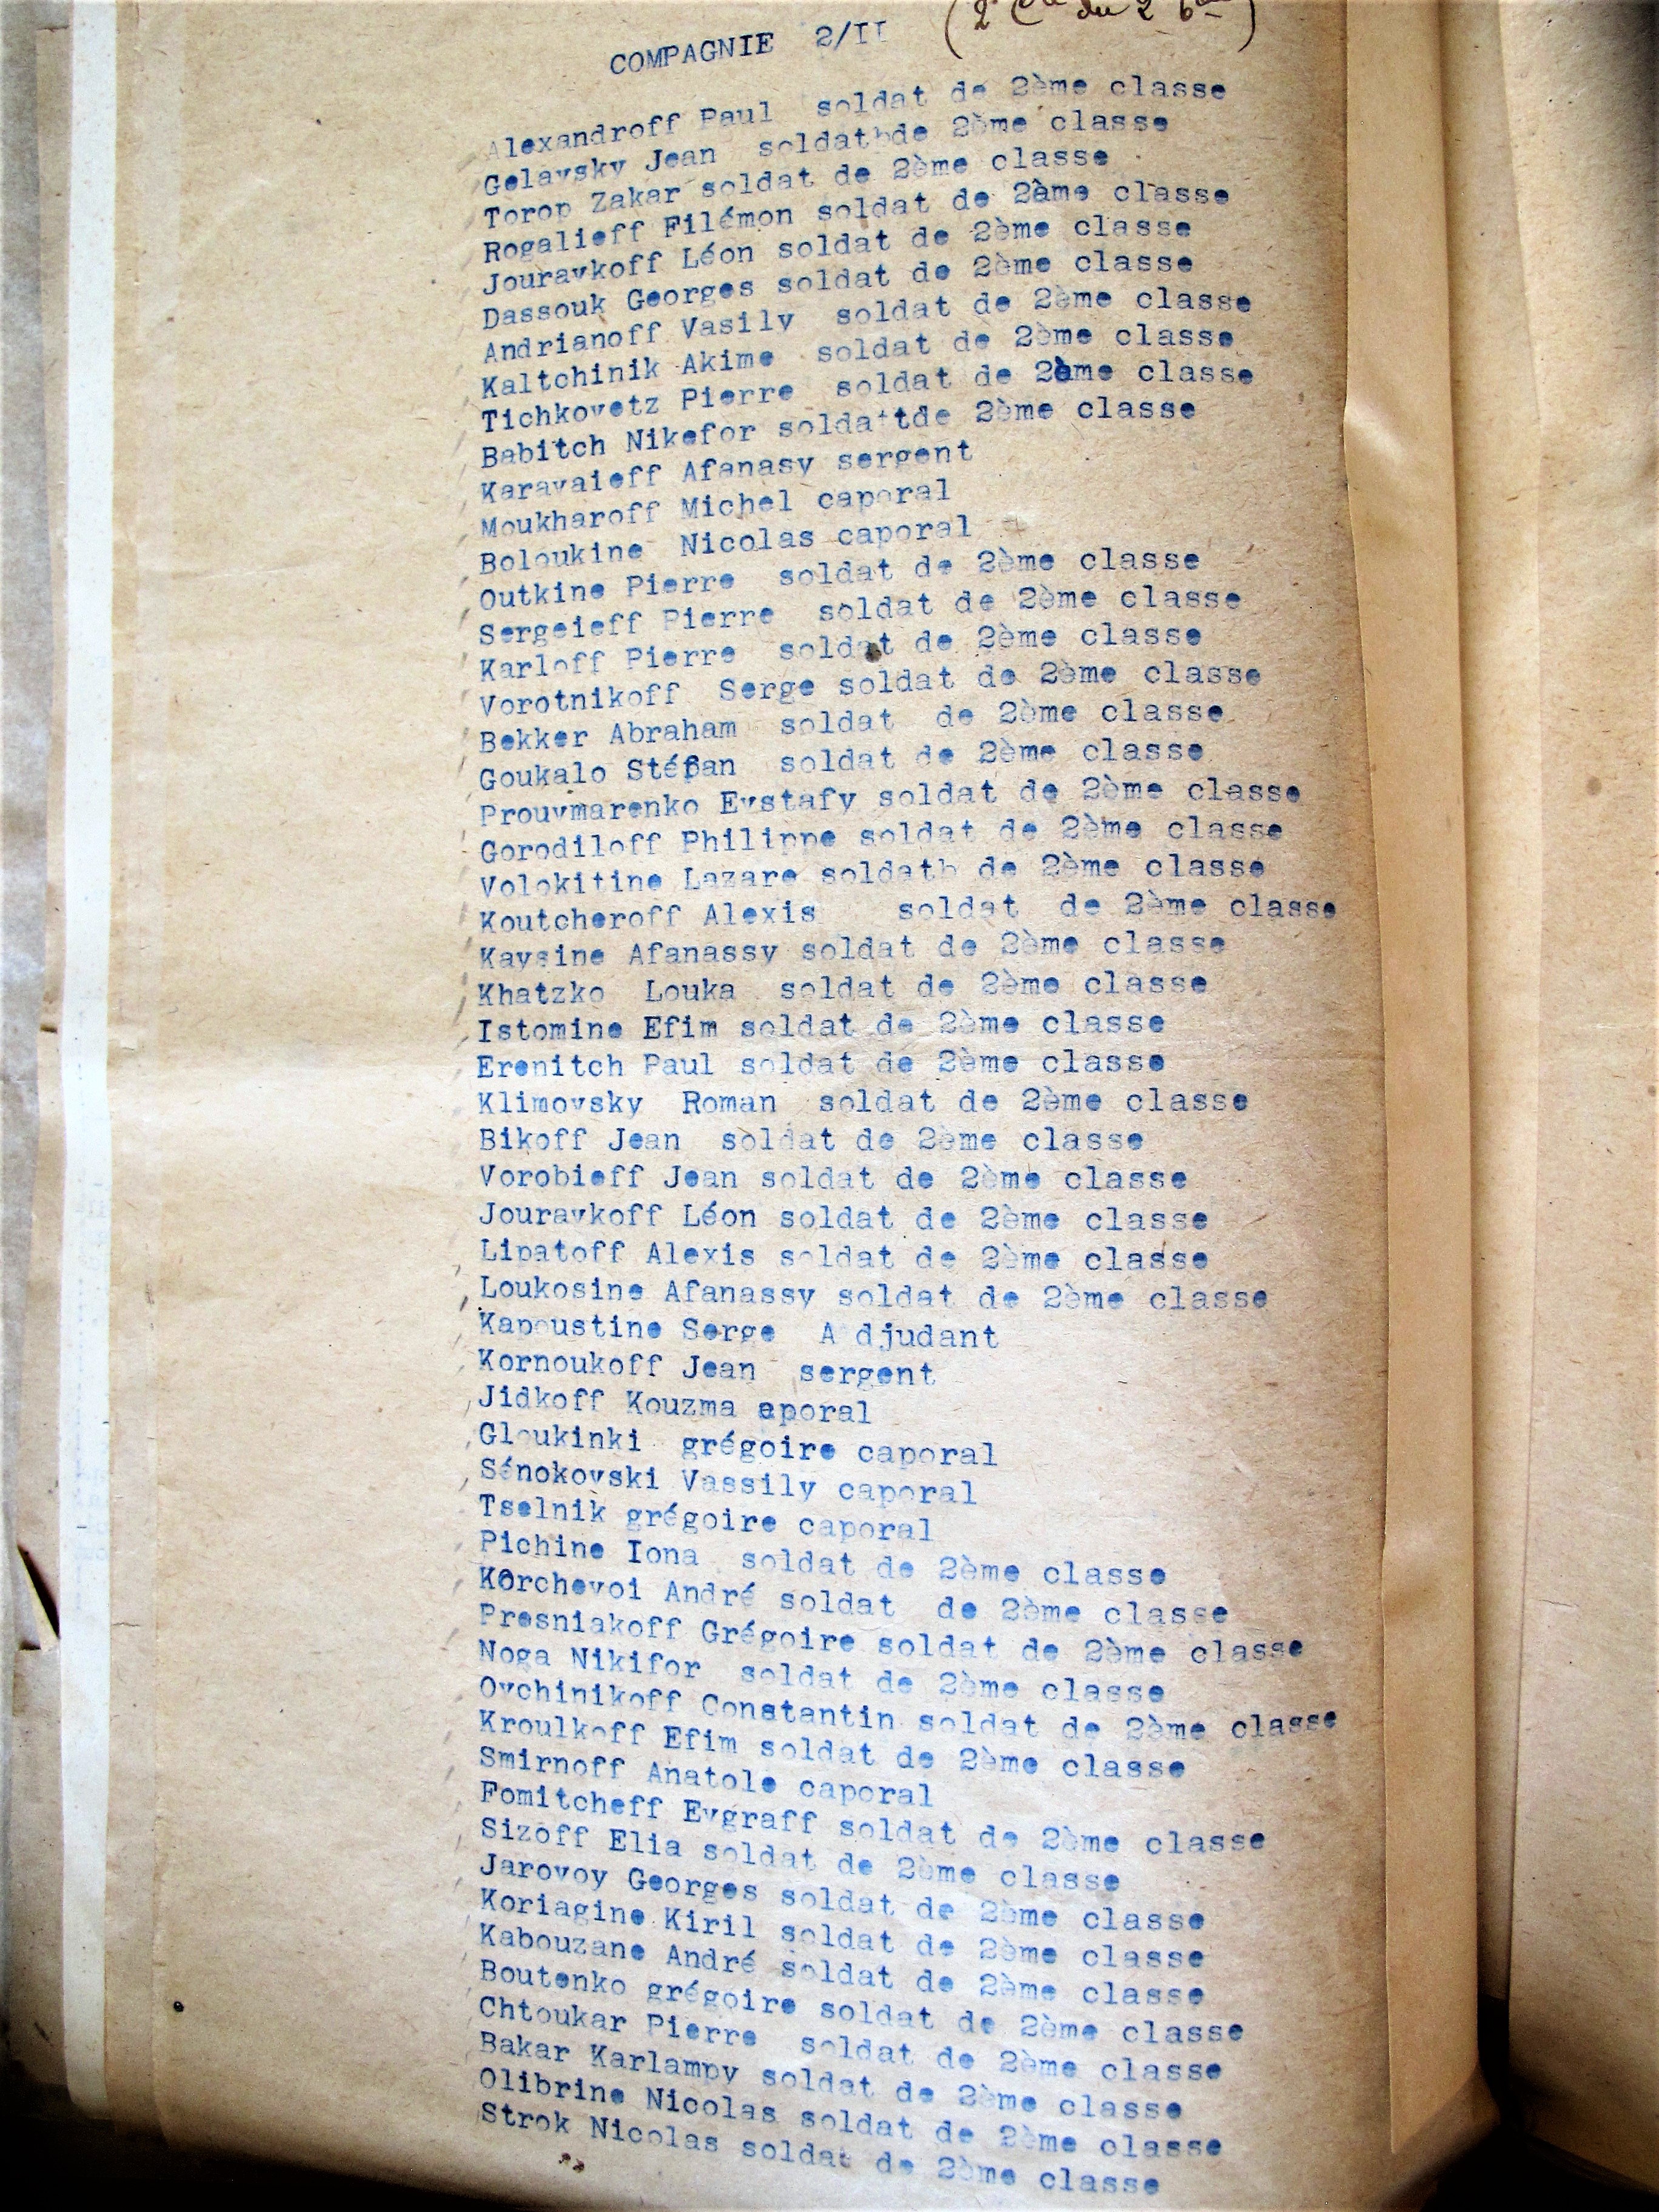 COMPAGNIE 2/II (2e Cie du 2 b
Alexandroff Paul soldat de 2ème classe
Gelavsky Jean soldatbde 2ème classe
Torop Zakar soldat de 2ème classe
Rogalieff Filémon soldat de 2ème classe
Jouravkoff Léon soldat de 2ème classe
Dassouk Georges soldat de 2ème classe
Andrianoff Vasily soldat de 2ème classe
Kaltchinik Akime soldat de 2ème classe
Tichkovetz Pierre soldat de 2ème classe
Babitch Nikefor soldattde 2ème classe
Karavaieff Afanasy sergent
Moukharoff Michel caporal
Boloukine Nicolas caporal
Outkine Pierre soldat de 2ème classe
Sergeieff Pierre soldat de 2ème classe
Karloff Pierre soldat de 2ème classe
Vorotnikoff Serge soldat de 2ème classe
Bekker Abraham soldat de 2ème classe
Goukalo Stéfan soldat de 2ème classe
Prouvmarenko Evstafy soldat de 2ème classe
Gorodiloff Philippe soldat de 2ème classe
Volokitine Lazare soldatb de 2ème classe
Koutcheroff Alexis soldat de 2ème classe
Kaysine Afanassy soldat de 2ème classe
Khatzko Louka soldat de 2ème classe
Istomine Efim soldat de 2ème classe
Erenitch Paul soldat de 2ème classe
Klimovsky Roman soldat de 2ème classe
Bikoff Jean soldat de 2ème classe
Vorobieff Jean soldat de 2ème classe
Jouravkoff Léon soldat de 2ème classe
Lipatoff Alexis soldat de 2ème classe
Loukosine Afanassy soldat de 2ème classe
Kapoustine Serge A djudant
Kornoukoff Jean sergent
Jidkoff Kouzma aporal
Gloukinki grégoire caporal
Sénokovski Vassily caporal
Tselnik grégoire caporal
Pichine Iona soldat de 2ème classe
Korchevoi André soldat de 2ème classe
Presniakoff Grégoire soldat de 2ème classe
Noga Nikifor soldat de 2ème classe
Ovchinikoff Constantin soldat de 2ème classe
Kroulkoff Efim soldat de 2ème classe
Smirnoff Anatole caporal
Fomitcheff Evgraff soldat de 2ème classe
Sizoff Elia soldat de 2ème classe
Jarovoy Georges soldat de 2ème classe
Koriagine Kiril soldat de 2ème classe
Kabouzane André soldat de 2ème classe
Boutenko grégoire soldat de 2ème classe
Chtoukar Pierre soldat de 2ème classe
Bakar Karlampy soldat de 2ème classe
Olibrine Nicolas soldat de 2ème classe
Strok Nicolas soldat de 2ème classe